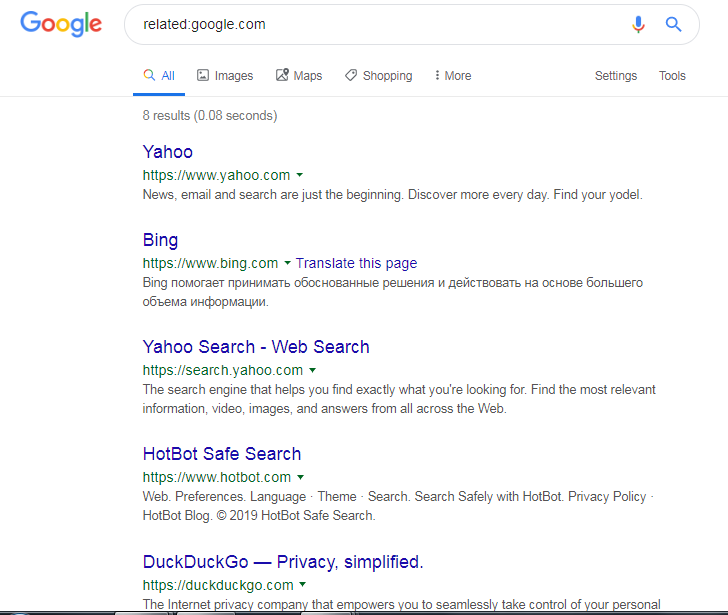 Google
related:google.com
All Images Maps Shopping More Settings Tools
8 results (0.08 seconds)
Yahoo
https://www.yahoo.com
News, email and search are just the beginning. Discover more every day. Find your yodel.
Bing
https://www.bing.com Translate this page
Bing помогает принимать обоснованные решения и действовать на основе большего
объема информации.
Yahoo Search - Web Search
https://search.yahoo.com
The search engine that helps you find exactly what you're looking for. Find the most relevant
information, video, images, and answers from all across the Web.
HotBot Safe Search
https://www.hotbot.com
Web. Preferences. Language · Theme · Search. Search Safely with HotBot. Privacy Policy ·
HotBot Blog. © 2019 HotBot Safe Search.
DuckDuckGo — Privacy, simplified.
https://duckduckgo.com
The Internet privacy company that empowers you to seamlessly take control of your personal